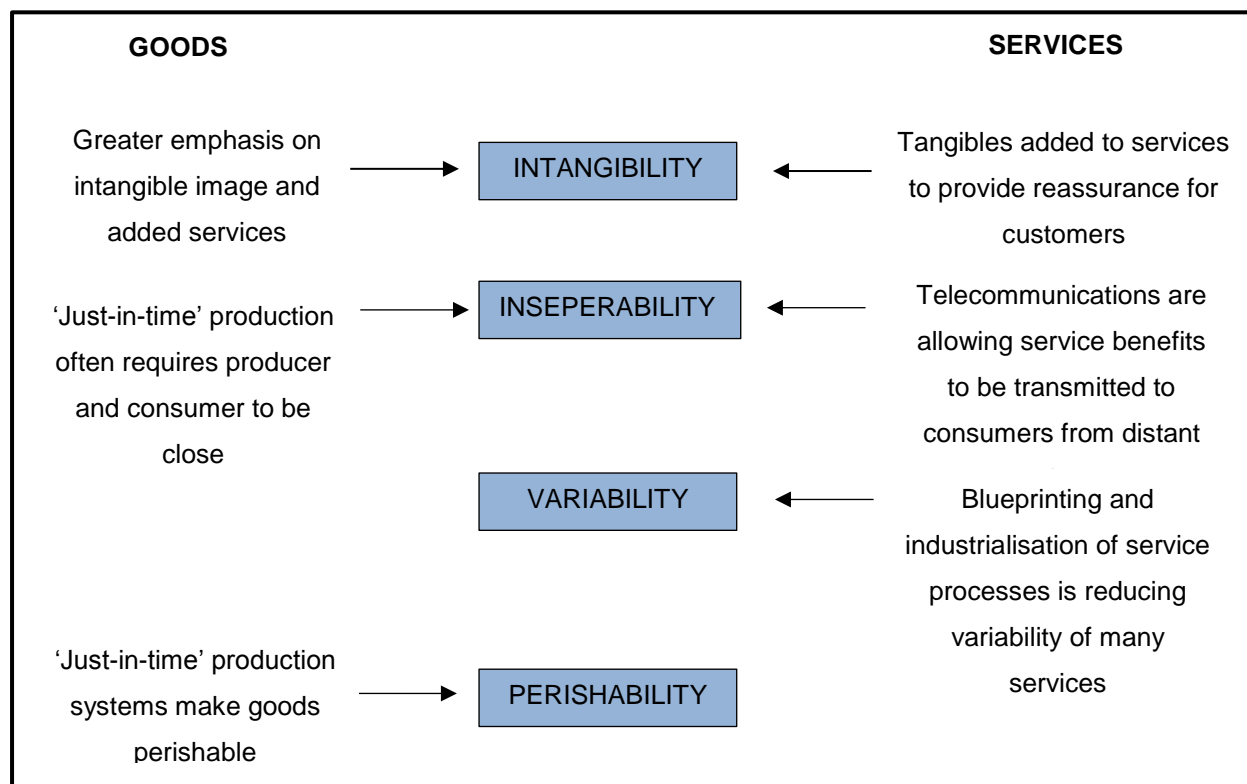 GOODS
SERVICES
Greater emphasis on
intangible image and
added services
INTANGIBILITY
Tangibles added to services
to provide reassurance for
customers
‘Just-in-time’ production
often requires producer
and consumer to be
close
INSEPERABILITY
Telecommunications are
allowing service benefits
to be transmitted to
consumers from distant
VARIABILITY
Blueprinting and
industrialisation of service
processes is reducing
variability of many
services
‘Just-in-time’ production
systems make goods
perishable
PERISHABILITY